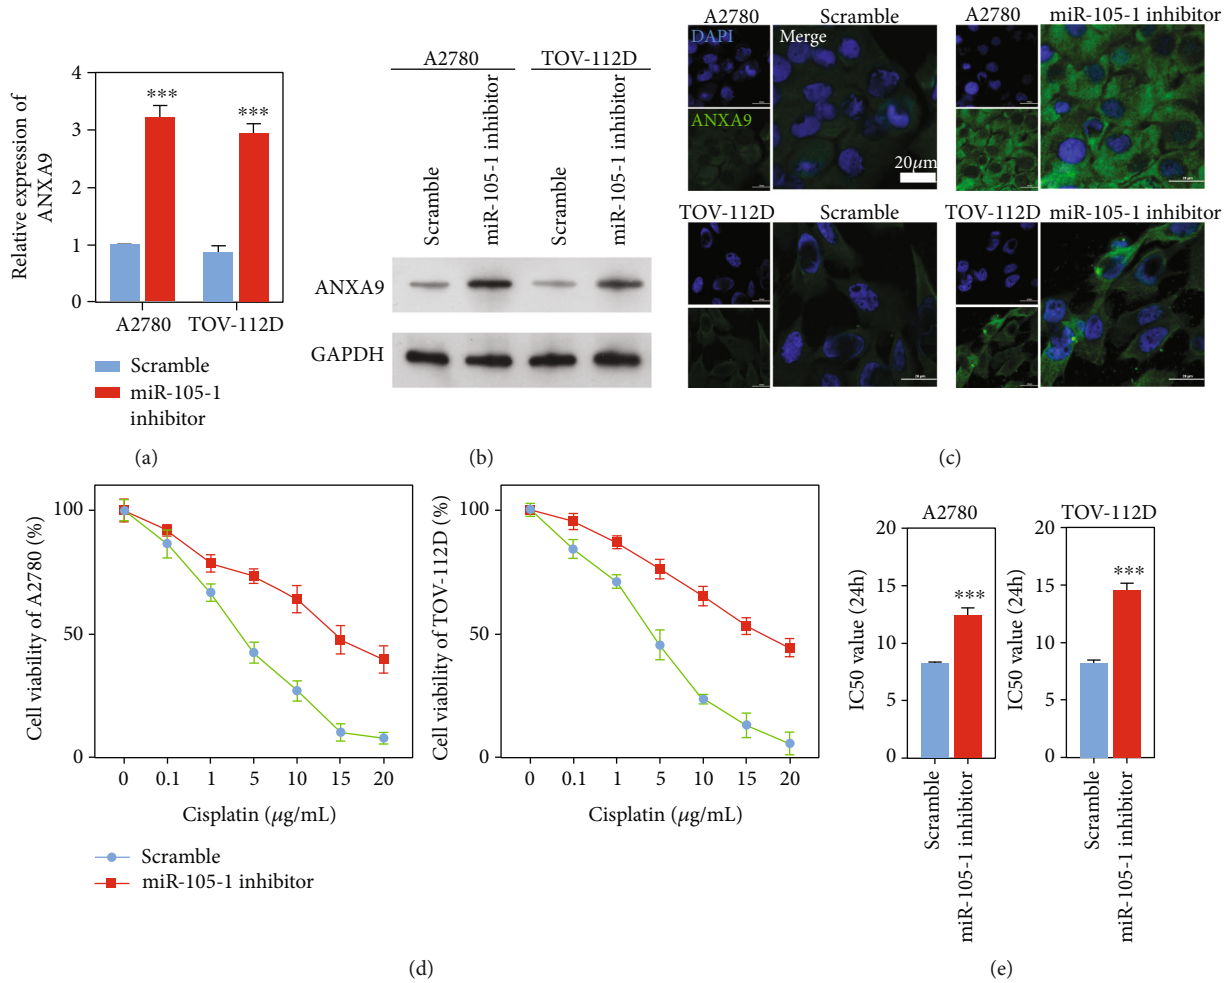 Relative expression of
ANXA9
4
3
2
1
0
***
***
A2780
TOV-112D
Scramble
miR-105-1
inhibitor
(a)
A2780
TOV-112D
Scramble
miR-105-1 inhibitor
Scramble
miR-105-1 inhibitor
ANXA9
GAPDH
(b)
A2780
Scramble
DAPI
Merge
ANXA9
20μm
A2780
miR-105-1 inhibitor
TOV-112D
Scramble
TOV-112D
miR-105-1 inhibitor
(c)
Cell viability of A2780 (%)
100
50
0
0
0.1
1
5
10
15
20
Cisplatin (μg/mL)
Cell viability of TOV-112D (%)
100
50
0
0
0.1
1
5
10
15
20
Cisplatin (μg/mL)
Scramble
miR-105-1 inhibitor
(d)
A2780
IC50 value (24h)
20
15
10
5
0
***
Scramble
miR-105-1 inhibitor
TOV-112D
IC50 value (24h)
20
15
10
5
0
***
Scramble
miR-105-1 inhibitor
(e)